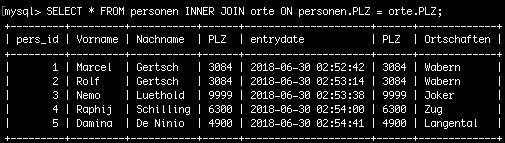 mysql> SELECT * FROM personen INNER JOIN orte ON personen.PLZ = orte.PLZ;
+---------+---------+-----------+------+---------------------+------+-------------+
| pers_id | Vorname | Nachname | PLZ | entrydate | PLZ | Ortschaften |
+---------+---------+-----------+------+---------------------+------+-------------+
| 1 | Marcel | Gertsch | 3084 | 2018-06-30 02:52:42 | 3084 | Wabern |
| 2 | Rolf | Gertsch | 3084 | 2018-06-30 02:53:14 | 3084 | Wabern |
| 3 | Nemo | Luethold | 9999 | 2018-06-30 02:53:38 | 9999 | Joker |
| 4 | Raphij | Schilling | 6300 | 2018-06-30 02:54:00 | 6300 | Zug |
| 5 | Damina | De Ninio | 4900 | 2018-06-30 02:54:41 | 4900 | Langental |
+---------+---------+-----------+------+---------------------+------+-------------+